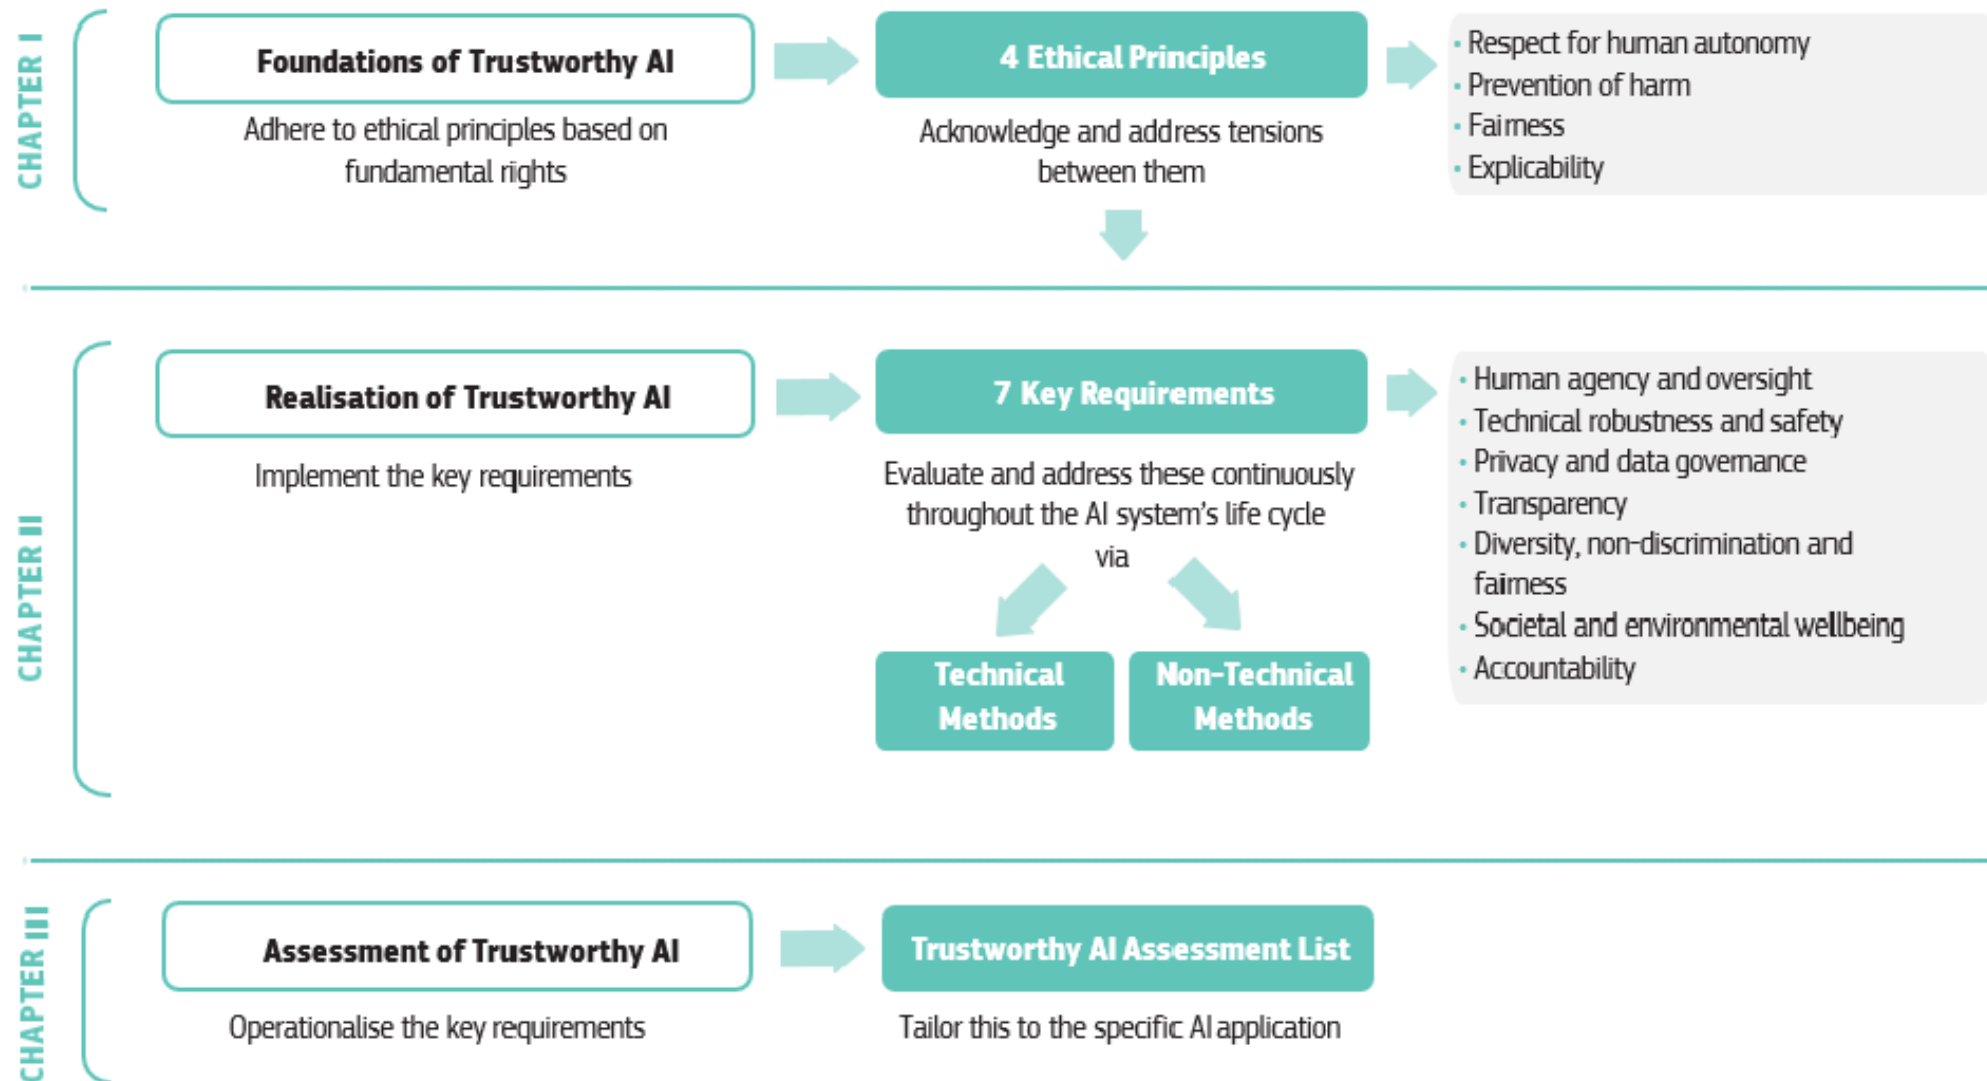 CHAPTER I
Foundations of Trustworthy AI
Adhere to ethical principles based on
fundamental rights
4 Ethical Principles
Acknowledge and address tensions
between them
• Respect for human autonomy
• Prevention of harm
• Fairness
• Explicability
CHAPTER II
Realisation of Trustworthy AI
Implement the key requirements
7 Key Requirements
Evaluate and address these continuously
throughout the AI system's life cycle
via
Technical
Methods
Non-Technical
Methods
• Human agency and oversight
• Technical robustness and safety
• Privacy and data governance
• Transparency
• Diversity, non-discrimination and
fairness
• Societal and environmental wellbeing
• Accountability
CHAPTER III
Assessment of Trustworthy AI
Operationalise the key requirements
Trustworthy AI Assessment List
Tailor this to the specific AI application